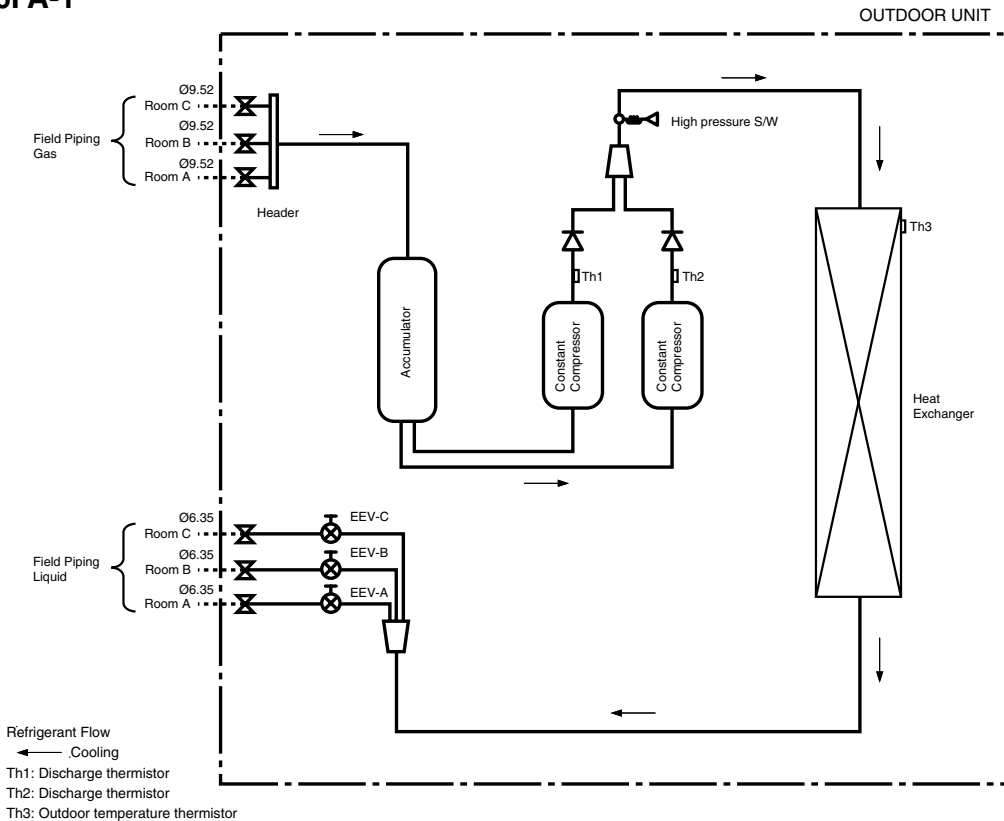 OUTDOOR UNIT
Field Piping
Gas
Ø9.52
Room C
Ø9.52
Room B
Ø9.52
Room A
Header
High pressure S/W
Th3
Th1
Th2
Accumulator
Constant
Compressor
Constant
Compressor
Heat
Exchanger
Field Piping
Liquid
Ø6.35
Room C
EEV-C
Ø6.35
Room B
EEV-B
Ø6.35
Room A
EEV-A
Refrigerant Flow
Cooling
Th1: Discharge thermistor
Th2: Discharge thermistor
Th3: Outdoor temperature thermistor